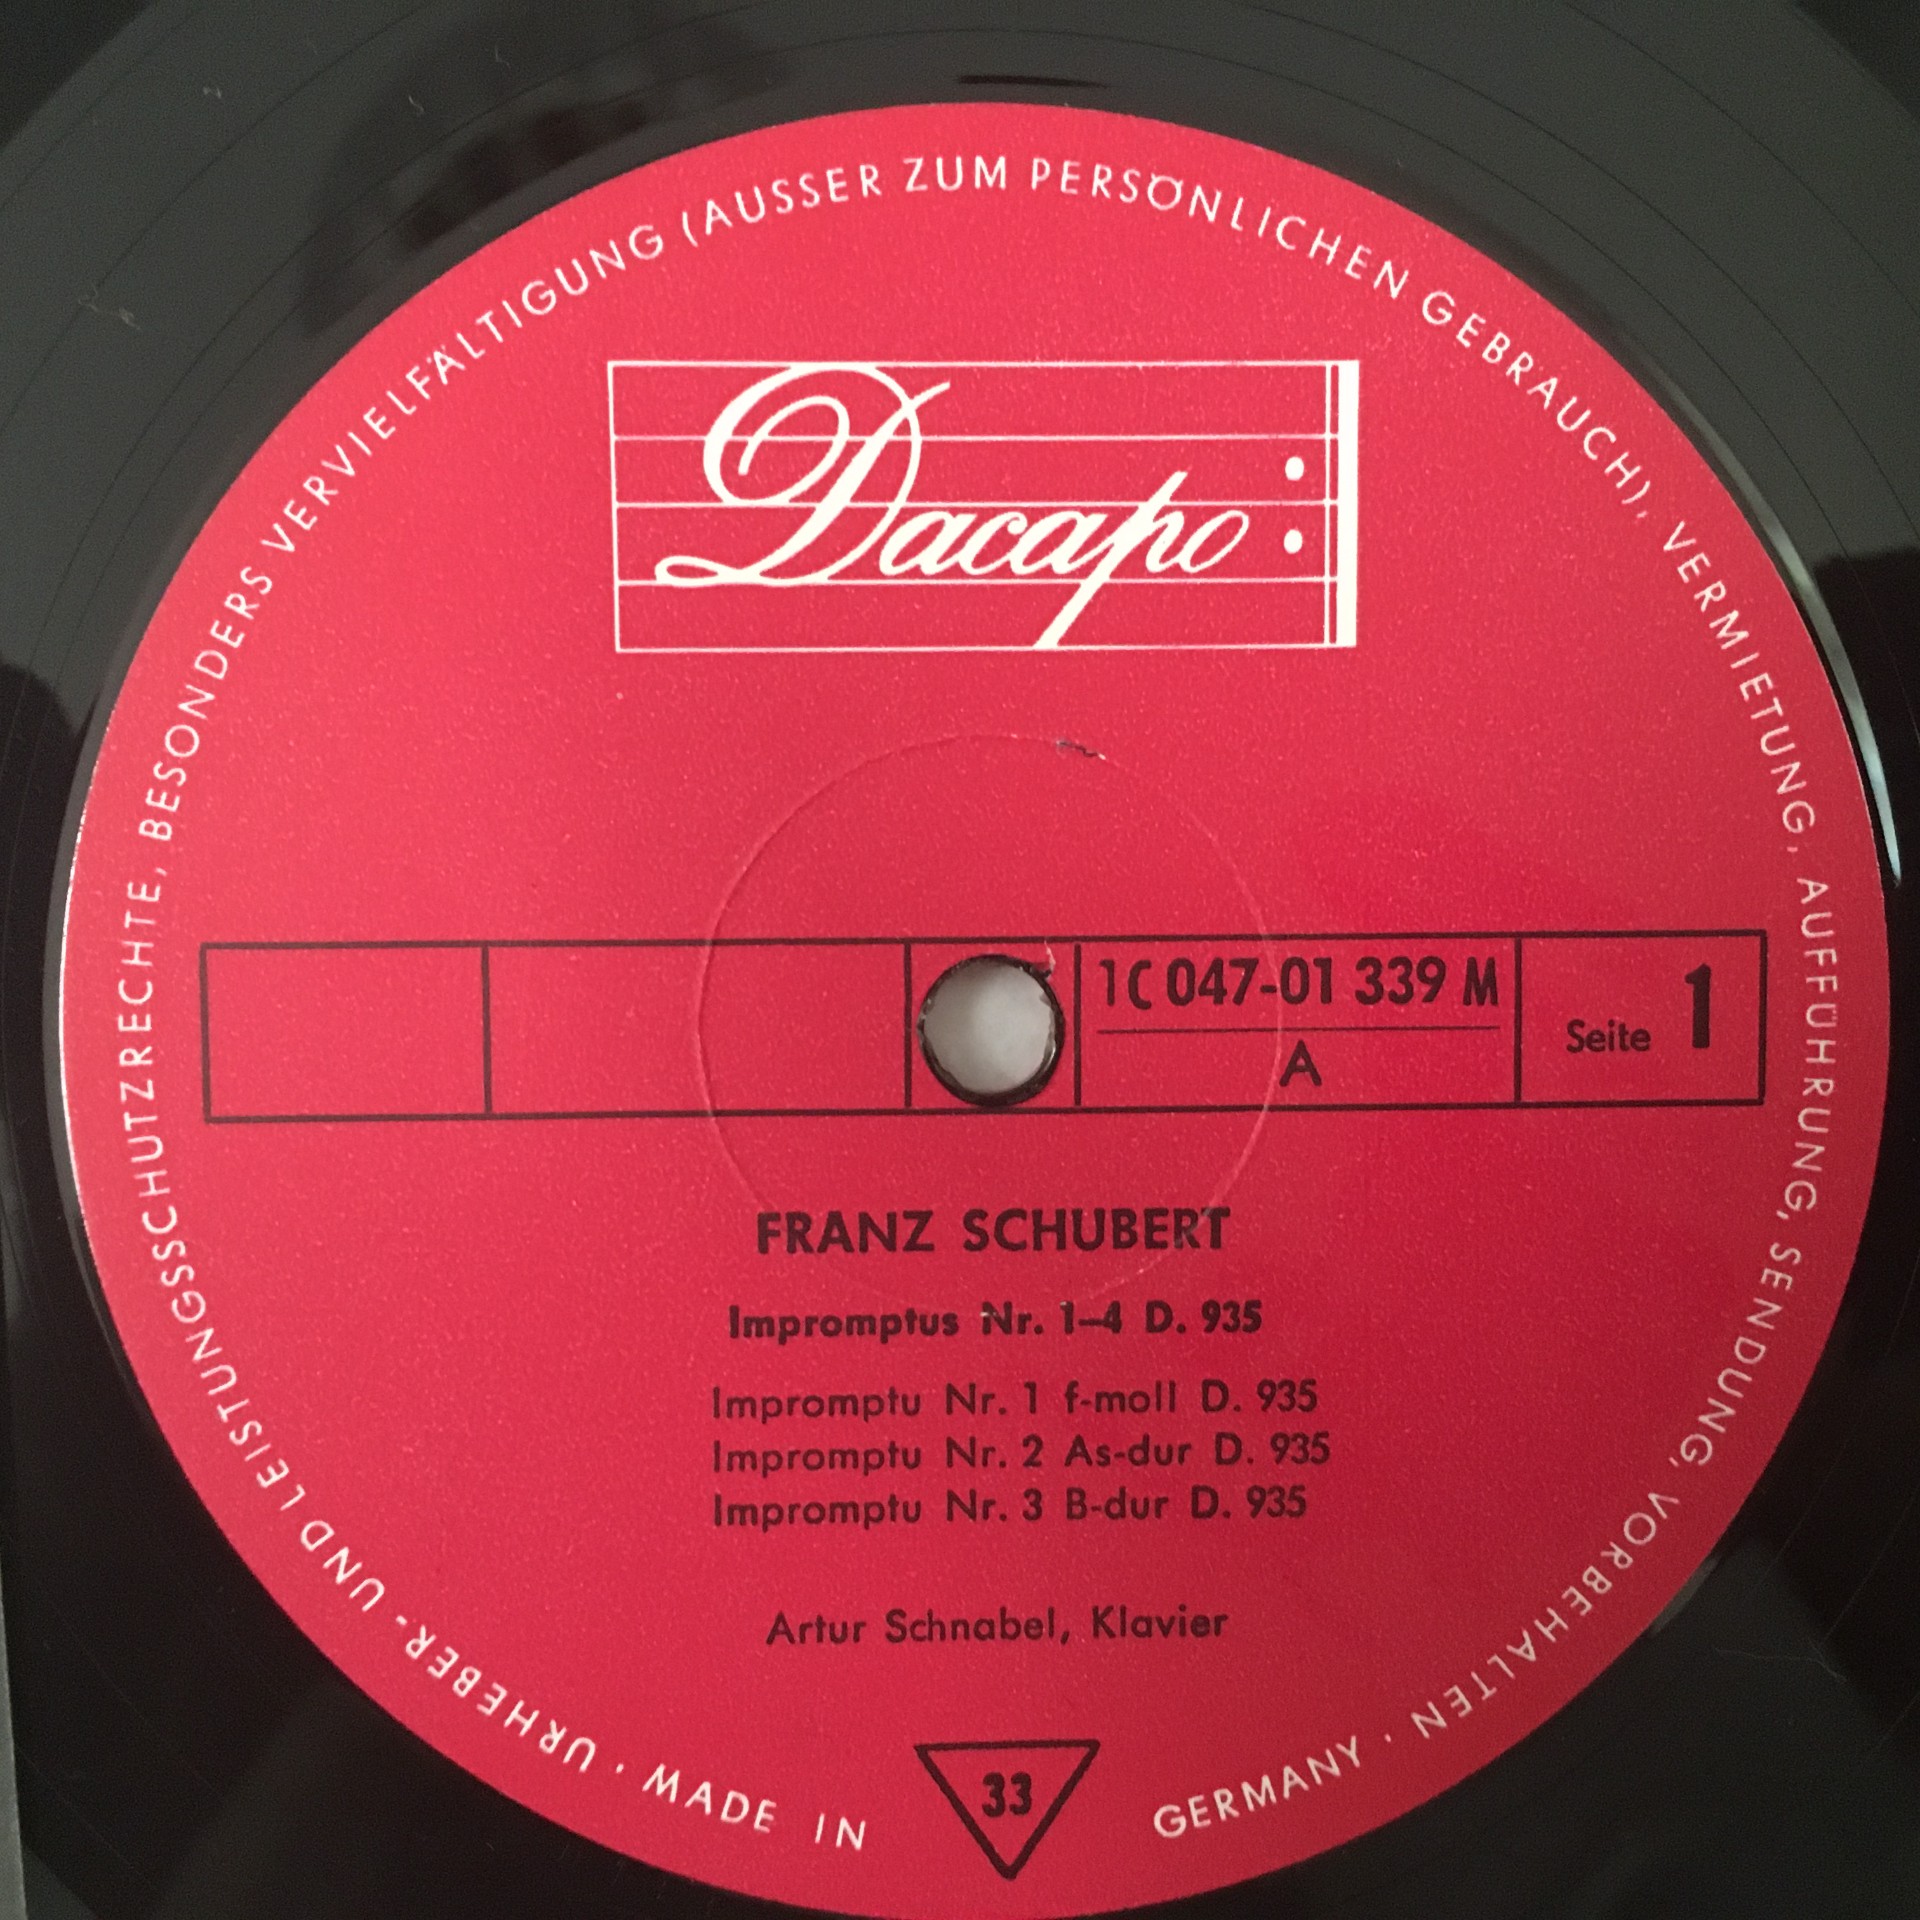 URHEBER- UND LEISTUNGSSCHUTZRECHTE, BESONDERS VERVIELFÄLTIGUNG (AUSSER ZUM PERSÖNLICHEN GEBRÄUCH), VERMIETUNG, AUFFÜHRUNG, SENDUNG, VORBEHALTEN · MADE IN GERMANY ·
Dacapo
1C 047-01 339 M
A
Seite 1
FRANZ SCHUBERT
Impromptus Nr. 1–4 D. 935
Impromptu Nr. 1 f-moll D. 935
Impromptu Nr. 2 As-dur D. 935
Impromptu Nr. 3 B-dur D. 935
Artur Schnabel, Klavier
33